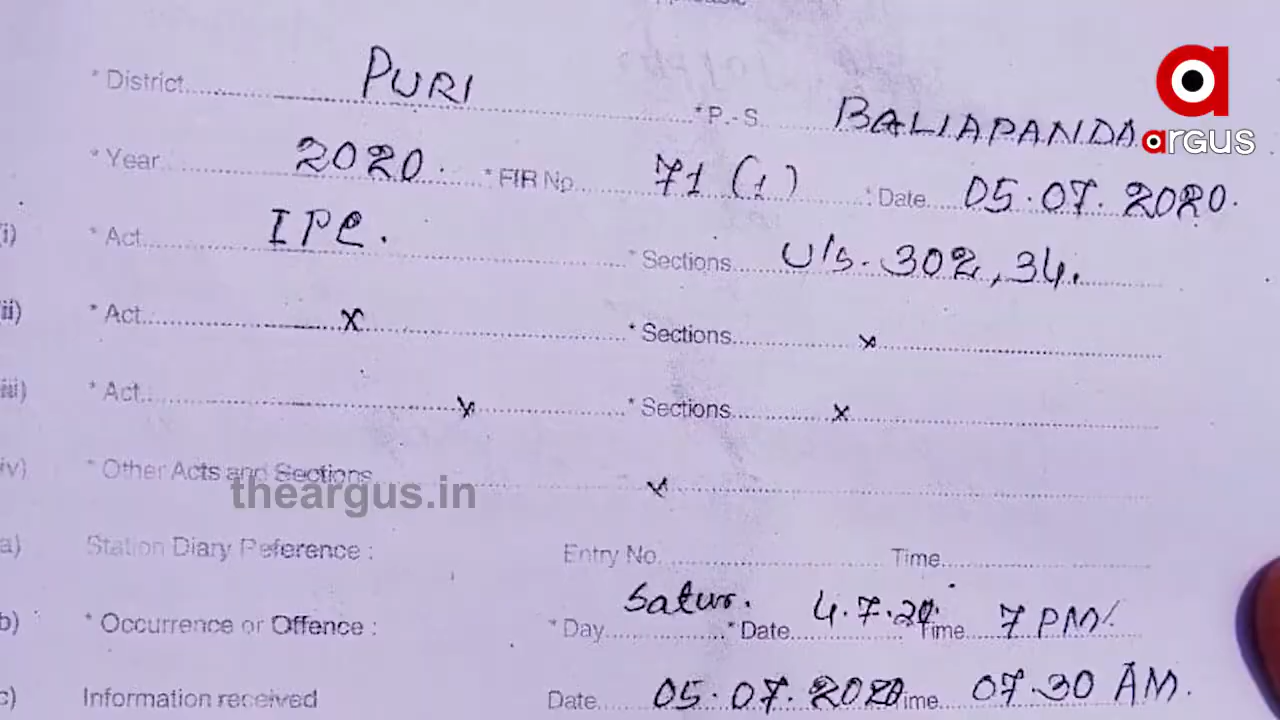 * District PURI * P.-S. BALIAPANDA
argus
* Year 2020. * FIR No 71 (1) * Date 05.07.2020.
(i) * Act IPC. * Sections U/s. 302, 34.
(ii) * Act x * Sections x
(iii) * Act x * Sections x
(iv) * Other Acts and Sections x
theargus.in
(a) Station Diary Reference : Entry No. Time
(b) * Occurrence or Offence : * Day Satur. * Date 4.7.20. Time 7 PM
(c) Information received Date 05.07.2020 Time 07.30 AM.